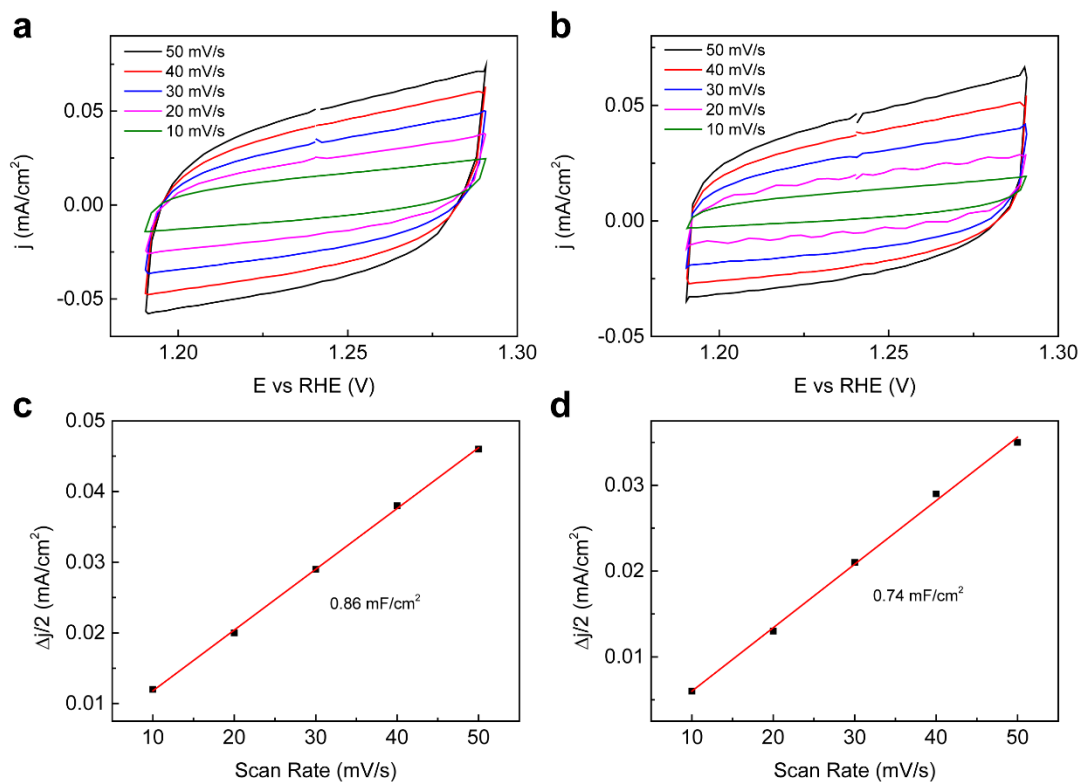 a
50 mV/s
40 mV/s
30 mV/s
20 mV/s
10 mV/s
0.05
0.00
-0.05
j (mA/cm²)
1.20
1.25
1.30
E vs RHE (V)
b
50 mV/s
40 mV/s
30 mV/s
20 mV/s
10 mV/s
0.05
0.00
-0.05
j (mA/cm²)
1.20
1.25
1.30
E vs RHE (V)
c
0.05
0.04
0.03
0.02
0.01
Δj/2 (mA/cm²)
0.86 mF/cm²
10
20
30
40
50
Scan Rate (mV/s)
d
0.03
0.02
0.01
Δj/2 (mA/cm²)
0.74 mF/cm²
10
20
30
40
50
Scan Rate (mV/s)